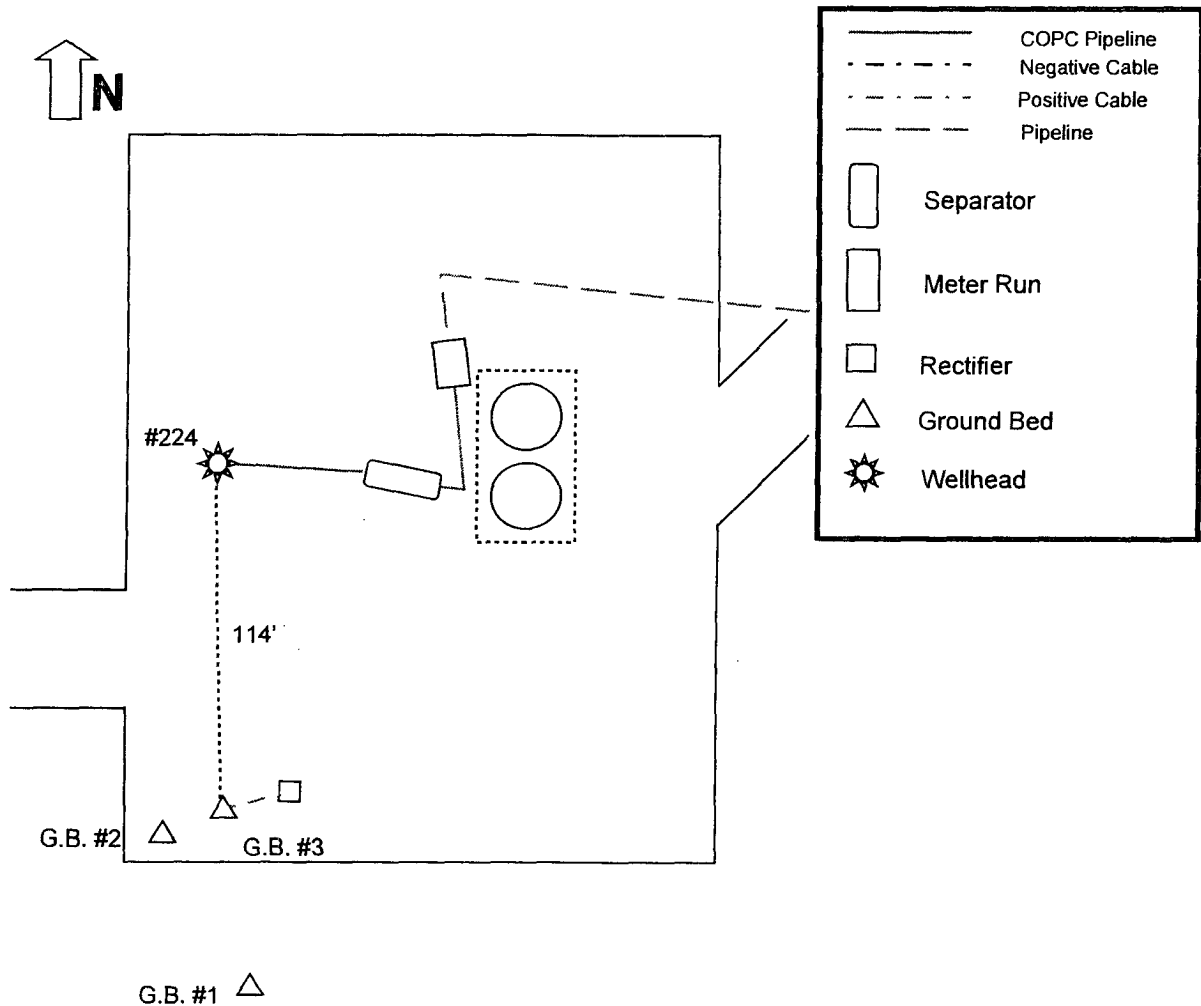 N
COPC Pipeline
Negative Cable
Positive Cable
Pipeline
Separator
Meter Run
Rectifier
Ground Bed
Wellhead
#224
114'
G.B. #2
G.B. #3
G.B. #1